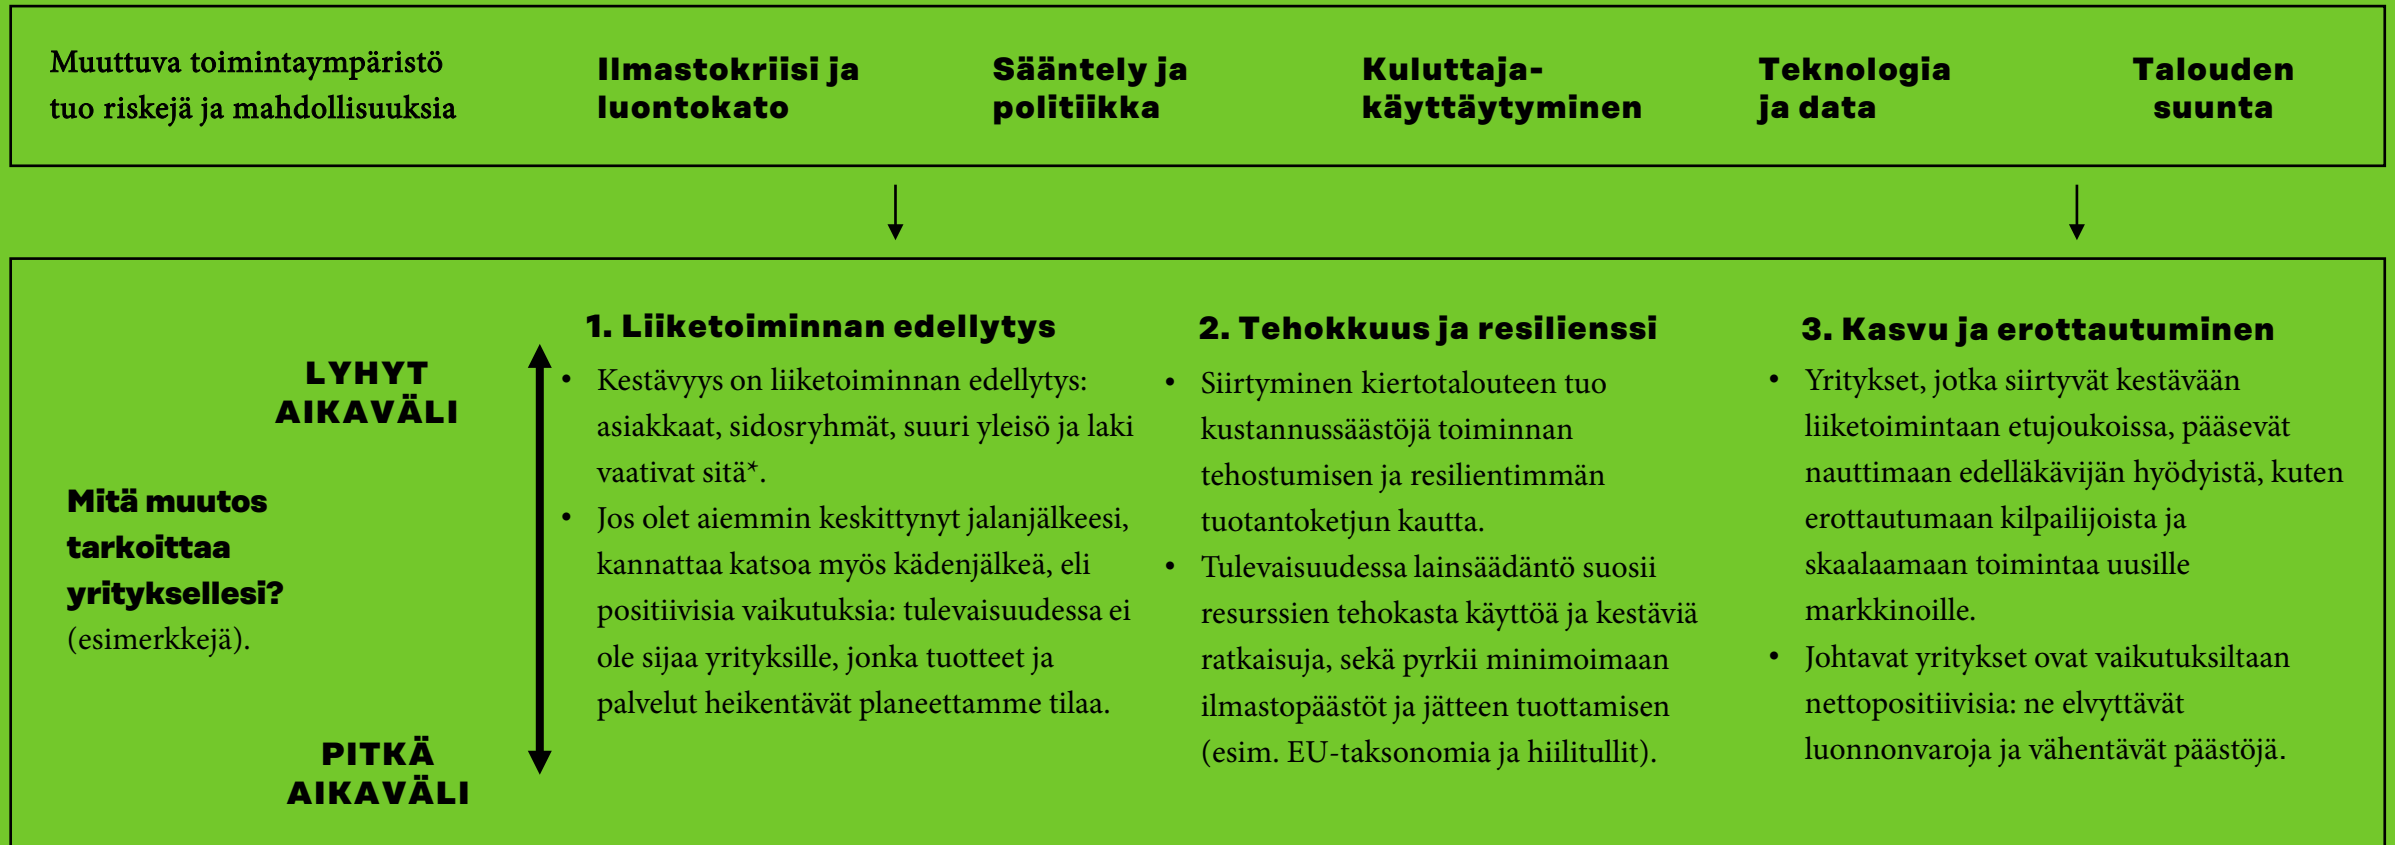 Muuttuva toimintaympäristö
tuo riskejä ja mahdollisuuksia
Ilmastokriisi ja
luontokato
Sääntely ja
politiikka
Kuluttaja-
käyttäytyminen
Teknologia
ja data
Talouden
suunta
Mitä muutos
tarkoittaa
yrityksellesi?
(esimerkkejä).
LYHYT
AIKAVÄLI
PITKÄ
AIKAVÄLI
1. Liiketoiminnan edellytys
• Kestävyys on liiketoiminnan edellytys:
asiakkaat, sidosryhmät, suuri yleisö ja laki
vaativat sitä*.
• Jos olet aiemmin keskittynyt jalanjälkeesi,
kannattaa katsoa myös kädenjälkeä, eli
positiivisia vaikutuksia: tulevaisuudessa ei
ole sijaa yrityksille, jonka tuotteet ja
palvelut heikentävät planeettamme tilaa.
2. Tehokkuus ja resilienssi
• Siirtyminen kiertotalouteen tuo
kustannussäästöjä toiminnan
tehostumisen ja resilientimmän
tuotantoketjun kautta.
• Tulevaisuudessa lainsäädäntö suosii
resurssien tehokasta käyttöä ja kestäviä
ratkaisuja, sekä pyrkii minimoimaan
ilmastopäästöt ja jätteen tuottamisen
(esim. EU-taksonomia ja hiilitullit).
3. Kasvu ja erottautuminen
• Yritykset, jotka siirtyvät kestävään
liiketoimintaan etujoukoissa, pääsevät
nauttimaan edelläkävijän hyödyistä, kuten
erottautumaan kilpailijoista ja
skaalaamaan toimintaa uusille
markkinoille.
• Johtavat yritykset ovat vaikutuksiltaan
nettopositiivisia: ne elvyttävät
luonnonvaroja ja vähentävät päästöjä.